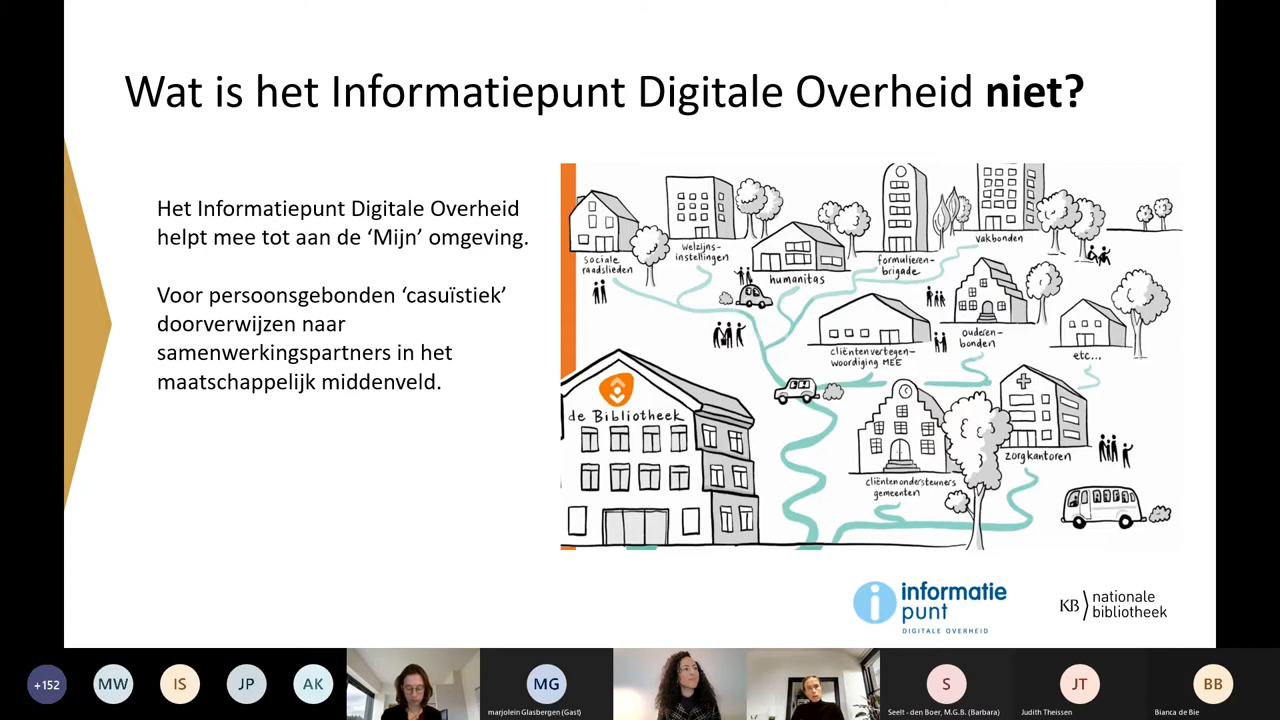 Wat is het Informatiepunt Digitale Overheid niet?
Het Informatiepunt Digitale Overheid
helpt mee tot aan de ‘Mijn’ omgeving.
Voor persoonsgebonden ‘casuïstiek’
doorverwijzen naar
samenwerkingspartners in het
maatschappelijk middenveld.
sociale
raadslieden
welzijns-
instellingen
humanitas
formulieren-
brigade
vakbonden
cliëntenvertegen-
woordiging MEE
ouderen-
bonden
etc...
de Bibliotheek
cliëntenondersteuners
gemeenten
zorgkantoren
i informatie
punt
DIGITALE OVERHEID
KB nationale
bibliotheek
+152
MW
IS
JP
AK
MG
marjolein Glasbergen (Gast)
S
Seelt - den Boer, M.G.B. (Barbara)
JT
Judith Theissen
BB
Bianca de Bie